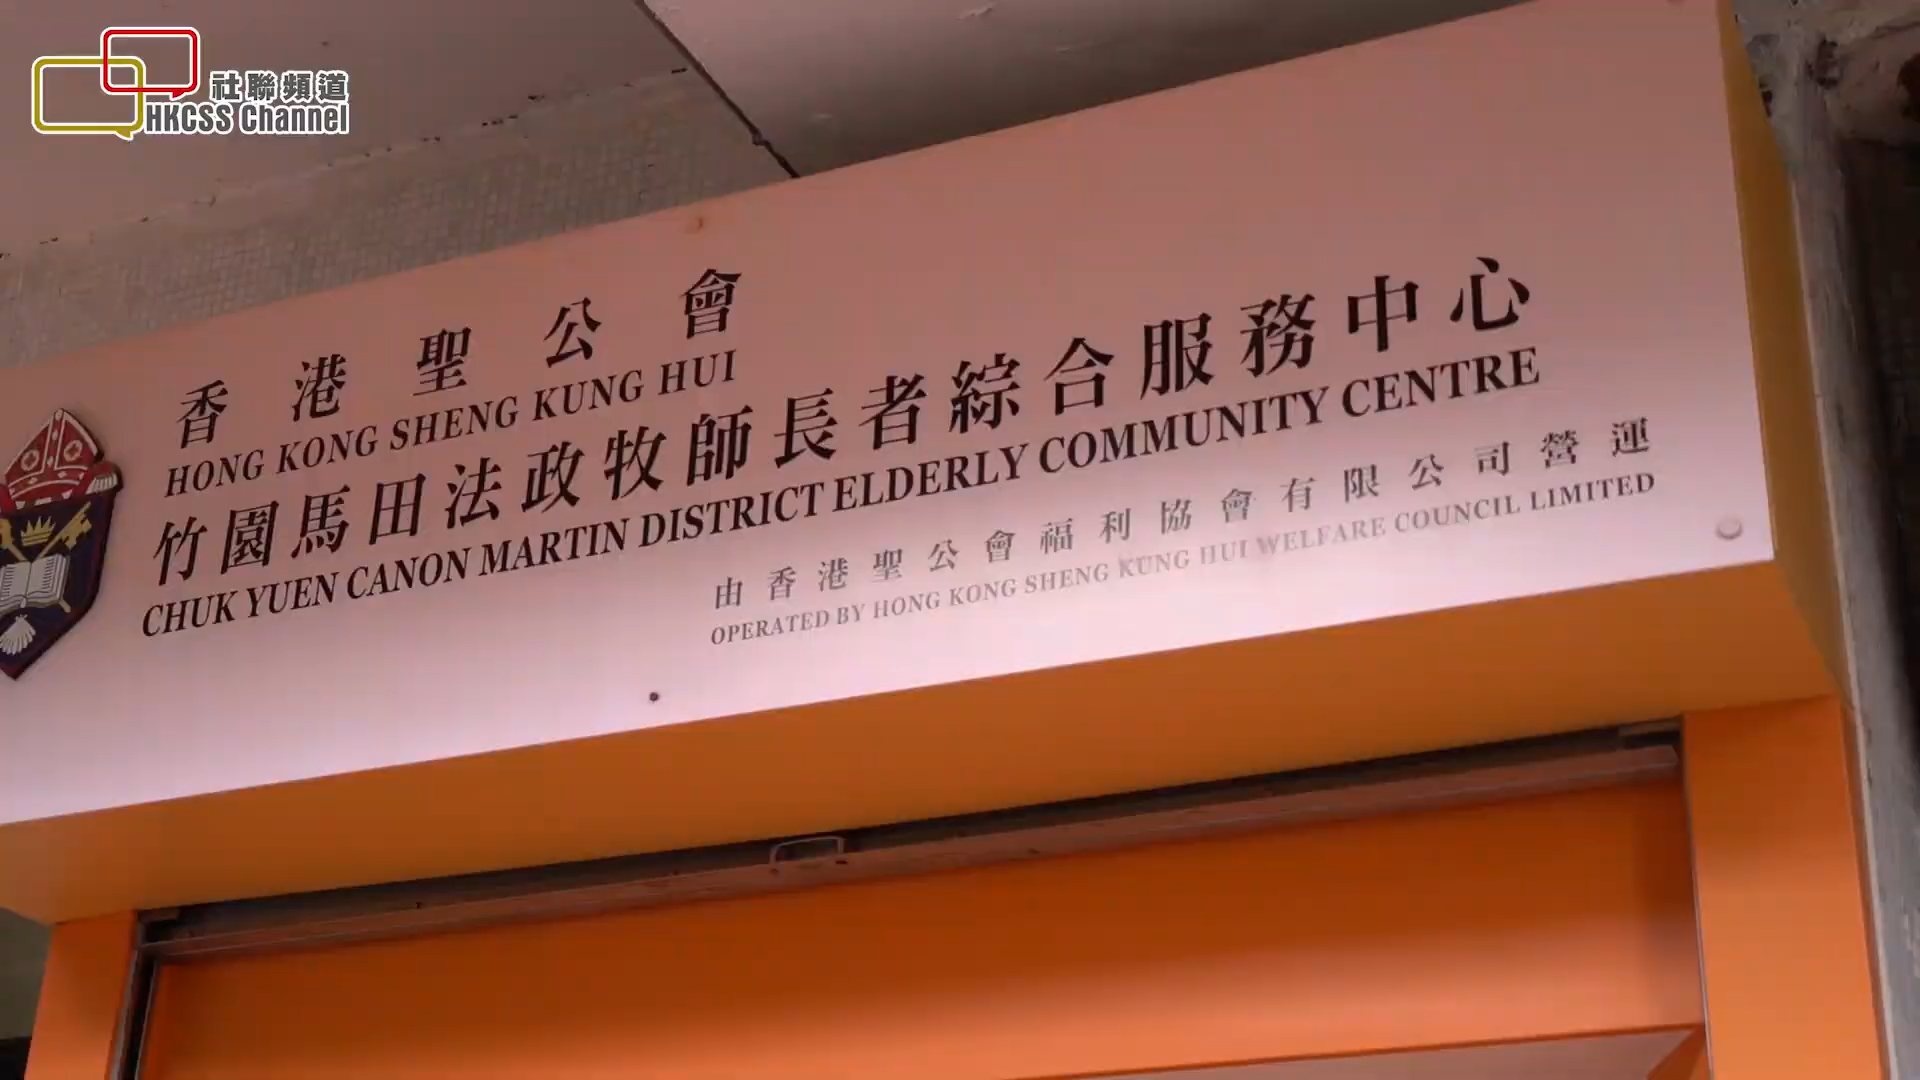 社聯頻道
HKCSS Channel
香港聖公會
HONG KONG SHENG KUNG HUI
竹園馬田法政牧師長者綜合服務中心
CHUK YUEN CANON MARTIN DISTRICT ELDERLY COMMUNITY CENTRE
由香港聖公會福利協會有限公司營運
OPERATED BY HONG KONG SHENG KUNG HUI WELFARE COUNCIL LIMITED